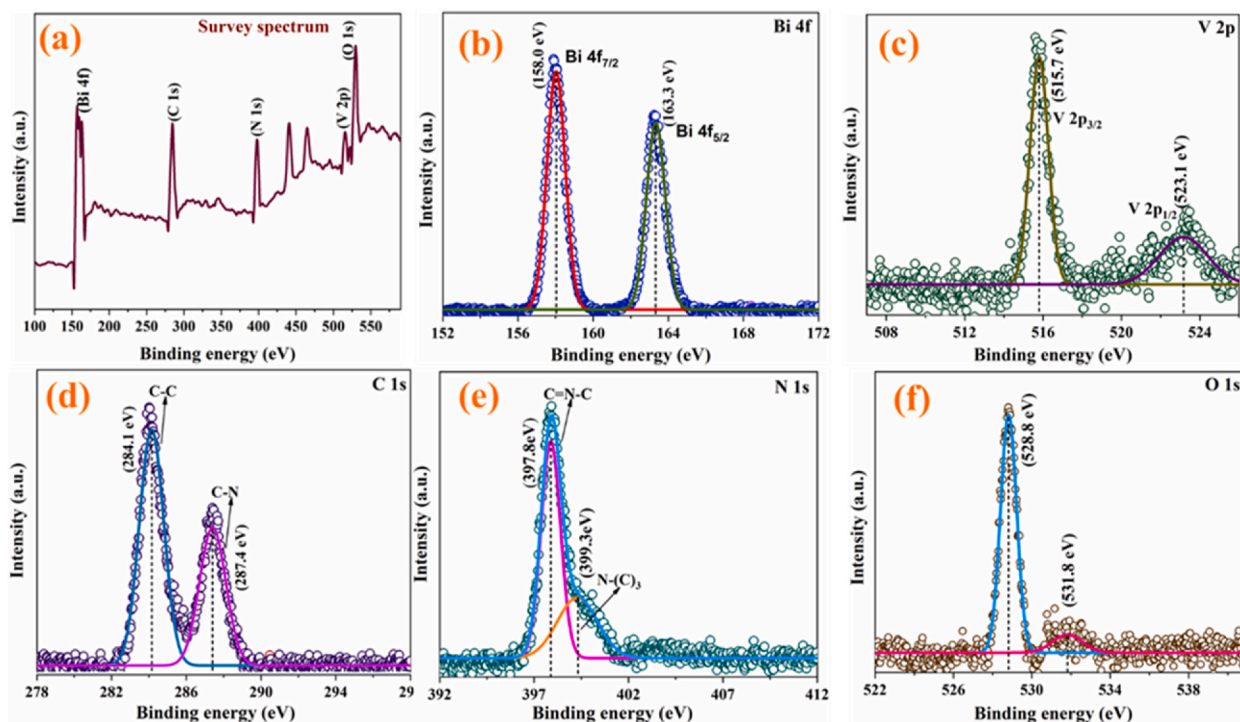 (a)
Survey spectrum
(Bi 4f)
(C 1s)
(N 1s)
(V 2p)
(O 1s)
Intensity (a.u.)
100 150 200 250 300 350 400 450 500 550
Binding energy (eV)
(b)
Bi 4f
(158.0 eV)
Bi 4f7/2
(163.3 eV)
Bi 4f5/2
Intensity (a.u.)
152 156 160 164 168 172
Binding energy (eV)
(c)
V 2p
(515.7 eV)
V 2p3/2
V 2p1/2
(523.1 eV)
Intensity (a.u.)
508 512 516 520 524
Binding energy (eV)
(d)
C 1s
C-C
(284.1 eV)
C-N
(287.4 eV)
Intensity (a.u.)
278 282 286 290 294 29
Binding energy (eV)
(e)
N 1s
C=N-C
(397.8eV)
(399.3eV)
N-(C)3
Intensity (a.u.)
392 397 402 407 412
Binding energy (eV)
(f)
O 1s
(528.8 eV)
(531.8 eV)
Intensity (a.u.)
522 526 530 534 538
Binding energy (eV)